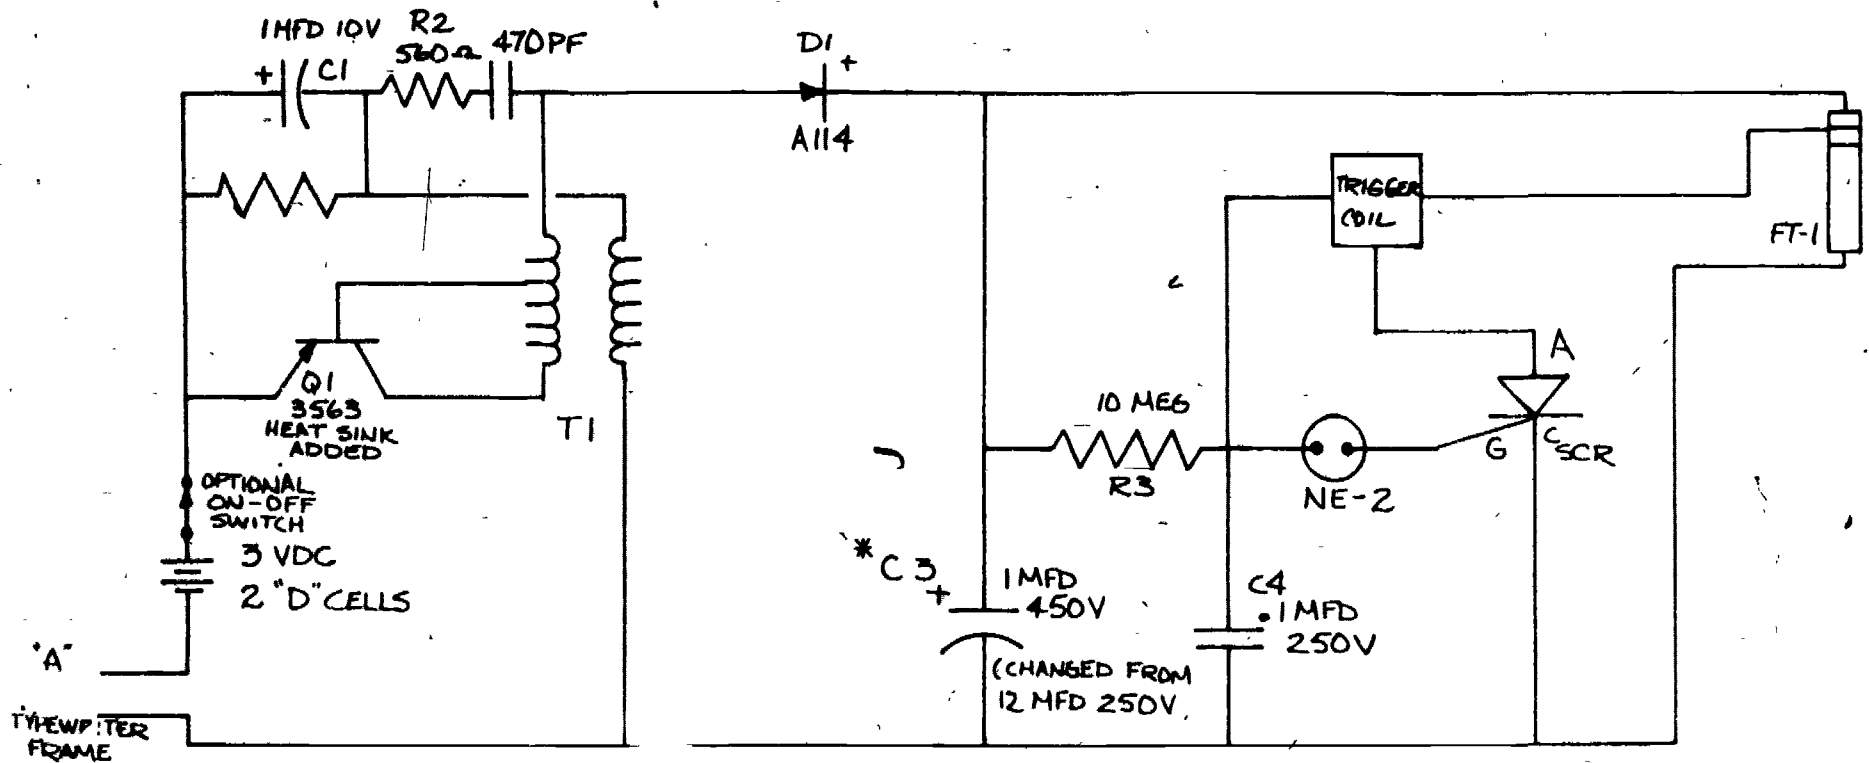 1MFD 10V
+ C1
R2
560Ω
470PF
D1
+
A114
TRIGGER
COIL
FT-1
Q1
3563
HEAT SINK
ADDED
T1
A
10 MEG
R3
NE-2
G
C
SCR
OPTIONAL
ON-OFF
SWITCH
3 VDC
2 "D" CELLS
*C3
+
1MFD
450V
(CHANGED FROM
12 MFD 250V.
C4
.1MFD
250V
"A"
TYPEWRITER
FRAME